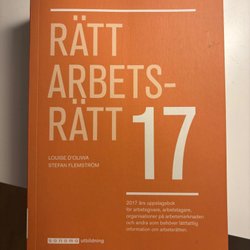 RÄTT
ARBETS-
RÄTT
17
LOUISE D'OLIWA
STEFAN FLEMSTRÖM
2017 års uppslagsbok
för arbetsgivare, arbetstagare,
organisationer på arbetsmarknaden
och andra som behöver lättfattlig
information om arbetsrätten.
sanoma utbildning